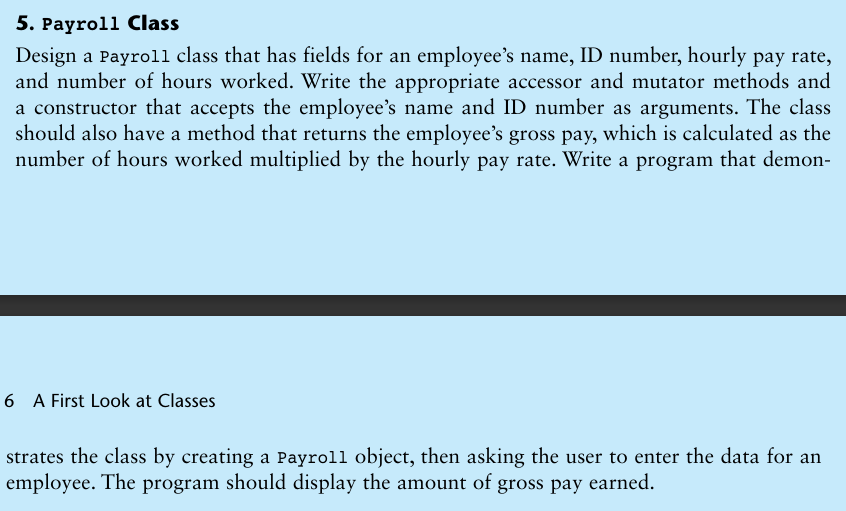 5. Payroll Class
Design a Payroll class that has fields for an employee’s name, ID number, hourly pay rate,
and number of hours worked. Write the appropriate accessor and mutator methods and
a constructor that accepts the employee’s name and ID number as arguments. The class
should also have a method that returns the employee’s gross pay, which is calculated as the
number of hours worked multiplied by the hourly pay rate. Write a program that demon-
6 A First Look at Classes
strates the class by creating a Payroll object, then asking the user to enter the data for an
employee. The program should display the amount of gross pay earned.